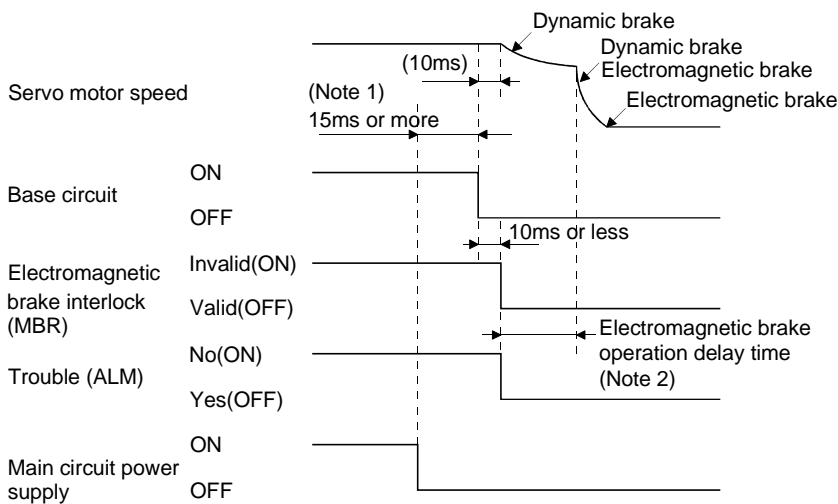 Dynamic brake
Dynamic brake
Electromagnetic brake
Electromagnetic brake
(10ms)
Servo motor speed
(Note 1)
15ms or more
Base circuit
ON
OFF
10ms or less
Electromagnetic
brake interlock
(MBR)
Invalid(ON)
Valid(OFF)
Electromagnetic brake
operation delay time
(Note 2)
Trouble (ALM)
No(ON)
Yes(OFF)
Main circuit power
supply
ON
OFF